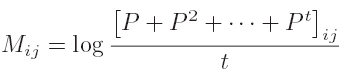 M_{ij} = \log \frac{\left[ P + P^2 + \cdots + P^t \right]_{ij}}{t}